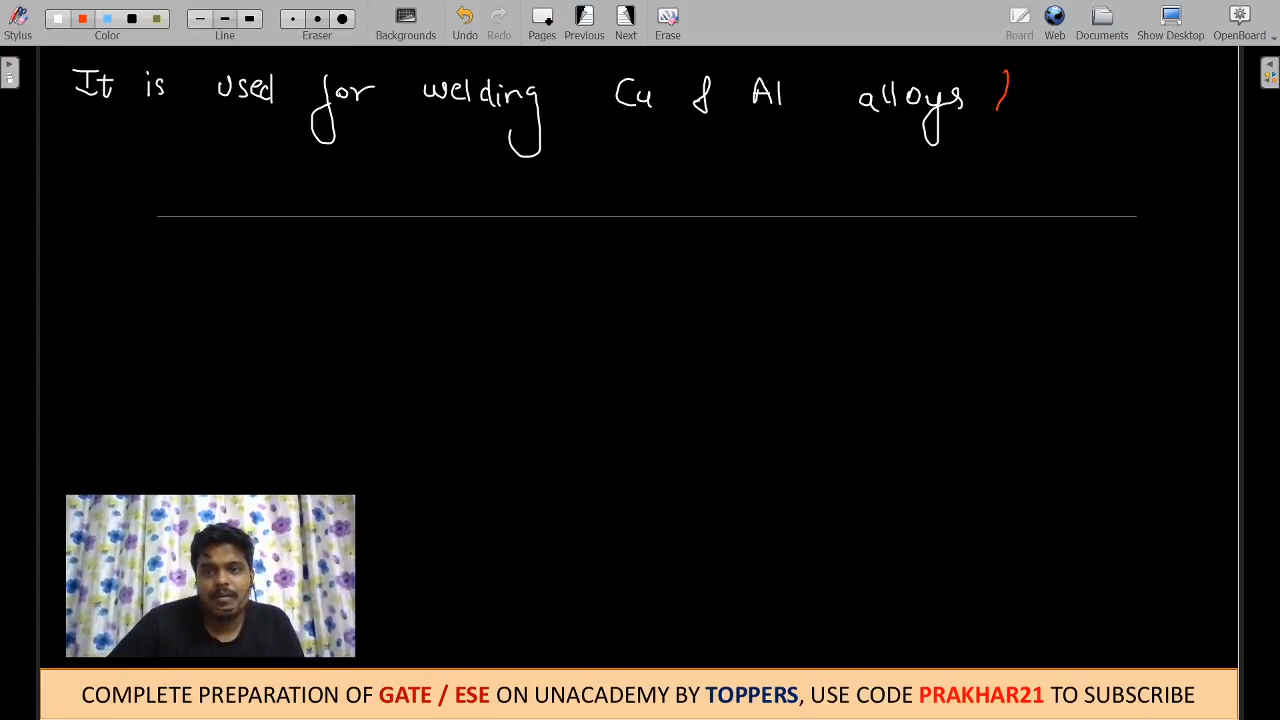 Stylus Color Line Eraser Backgrounds Undo Redo Pages Previous Next Erase Board Web Documents Show Desktop OpenBoard
It is used for welding Cu & Al alloys
COMPLETE PREPARATION OF GATE / ESE ON UNACADEMY BY TOPPERS, USE CODE PRAKHAR21 TO SUBSCRIBE